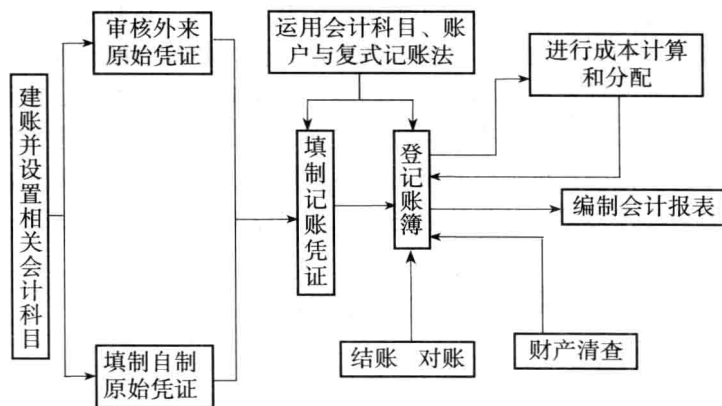 建账并设置相关会计科目
审核外来
原始凭证
填制自制
原始凭证
运用会计科目、账
户与复式记账法
填制记账凭证
登记账簿
进行成本计算
和分配
编制会计报表
结账 对账
财产清查